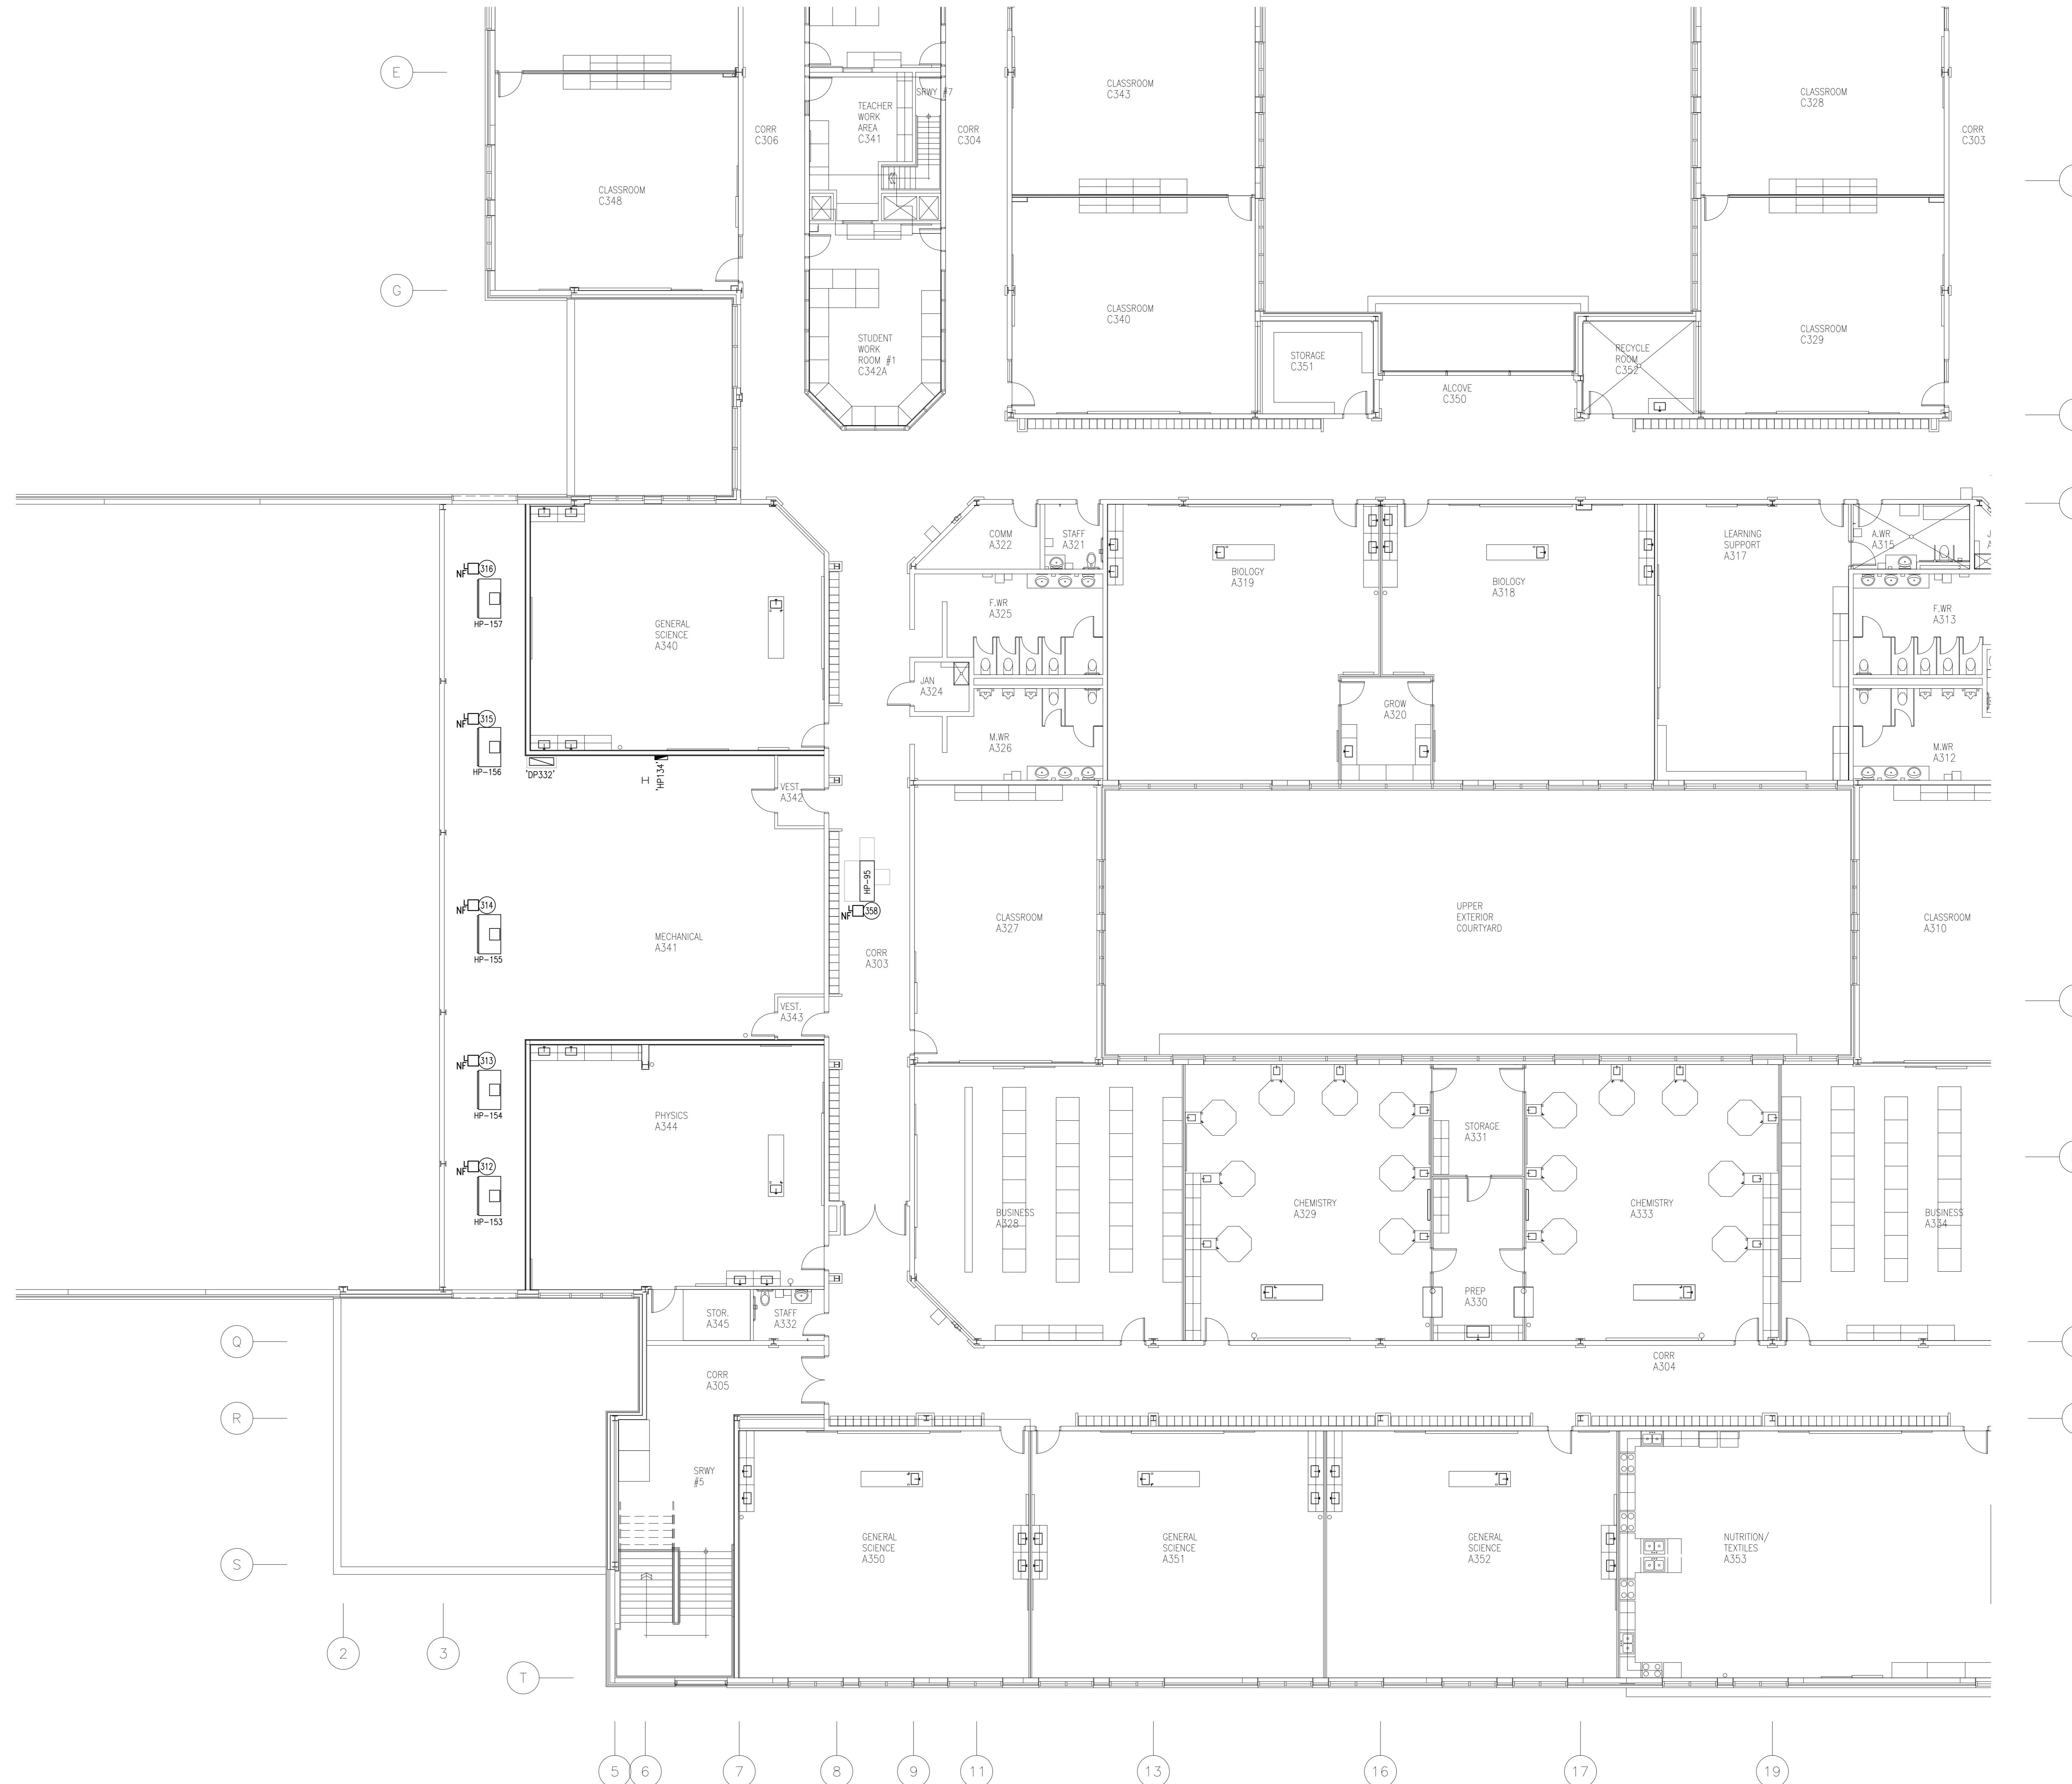 E
CLASSROOM
C343
CLASSROOM
C328
SRWY #7
TEACHER
WORK
AREA
C341
CORR
C306
CORR
C304
CORR
C303
CLASSROOM
C348
G
CLASSROOM
C340
CLASSROOM
C329
STUDENT
WORK
ROOM #1
C342A
STORAGE
C351
RECYCLE
ROOM
C352
ALCOVE
C350
COMM
A322
STAFF
A321
LEARNING
SUPPORT
A317
A.WR
A315
J
A
316
NF
HP-157
BIOLOGY
A319
BIOLOGY
A318
F.WR
A325
F.WR
A313
GENERAL
SCIENCE
A340
JAN
A324
GROW
A320
315
NF
HP-156
M.WR
A326
M.WR
A312
'DP332'
'HP134'
VEST.
A342
HP-95
NF
358
314
NF
HP-155
UPPER
EXTERIOR
COURTYARD
CLASSROOM
A327
CLASSROOM
A310
MECHANICAL
A341
CORR
A303
VEST.
A343
313
NF
HP-154
PHYSICS
A344
STORAGE
A331
312
NF
HP-153
CHEMISTRY
A329
CHEMISTRY
A333
BUSINESS
A328
BUSINESS
A334
PREP
A330
STOR.
A345
STAFF
A332
Q
CORR
A304
CORR
A305
R
SRWY
#5
GENERAL
SCIENCE
A350
GENERAL
SCIENCE
A351
GENERAL
SCIENCE
A352
NUTRITION/
TEXTILES
A353
S
2
3
T
5
6
7
8
9
11
13
16
17
19